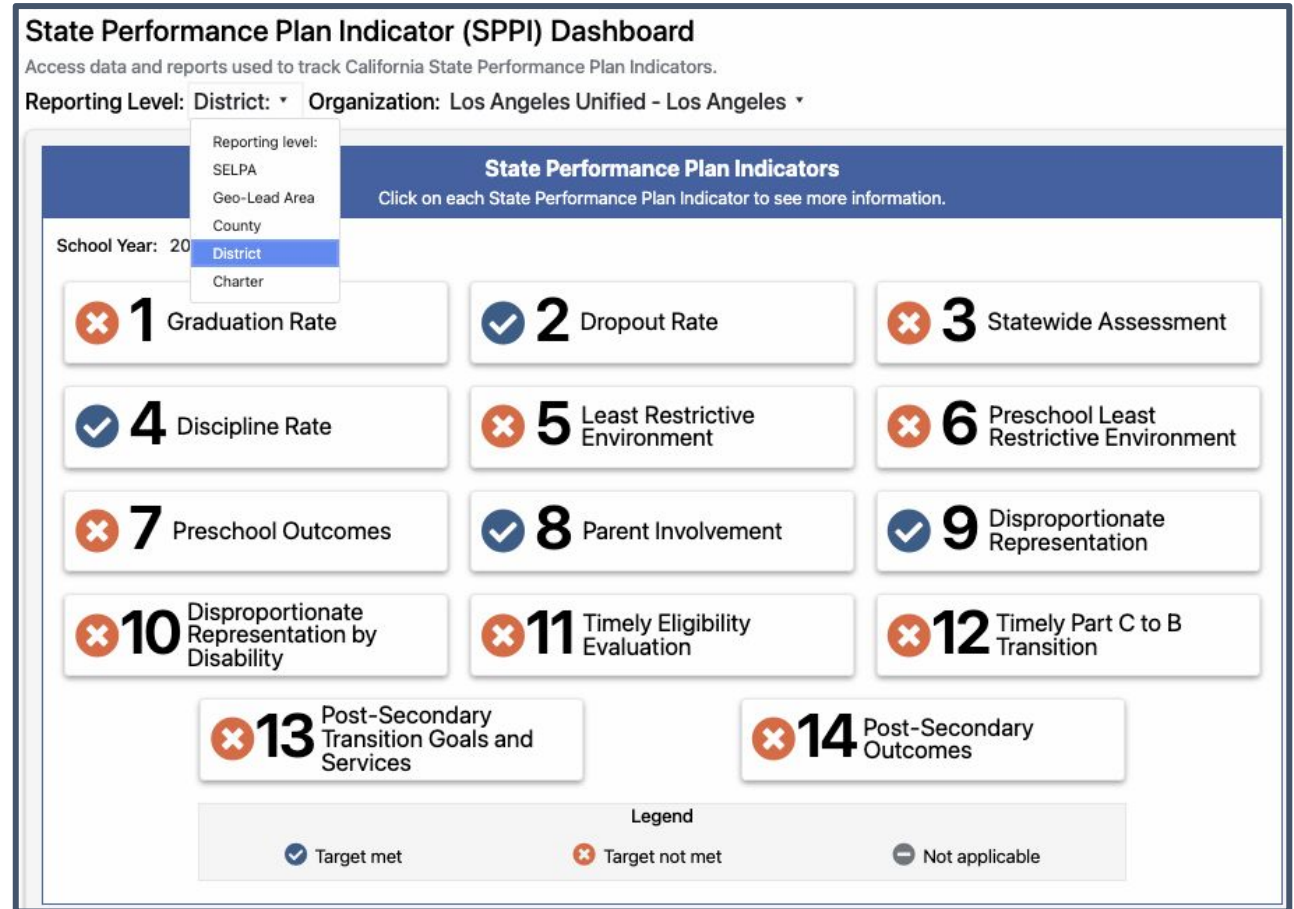 State Performance Plan Indicator (SPPI) Dashboard
Access data and reports used to track California State Performance Plan Indicators.
Reporting Level: District: Organization: Los Angeles Unified - Los Angeles
Reporting level:
SELPA
Geo-Lead Area
County
District
Charter
State Performance Plan Indicators
Click on each State Performance Plan Indicator to see more information.
School Year: 20
1 Graduation Rate
2 Dropout Rate
3 Statewide Assessment
4 Discipline Rate
5 Least Restrictive
Environment
6 Preschool Least
Restrictive Environment
7 Preschool Outcomes
8 Parent Involvement
9 Disproportionate
Representation
10 Disproportionate
Representation by
Disability
11 Timely Eligibility
Evaluation
12 Timely Part C to B
Transition
13 Post-Secondary
Transition Goals and
Services
14 Post-Secondary
Outcomes
Legend
Target met
Target not met
Not applicable